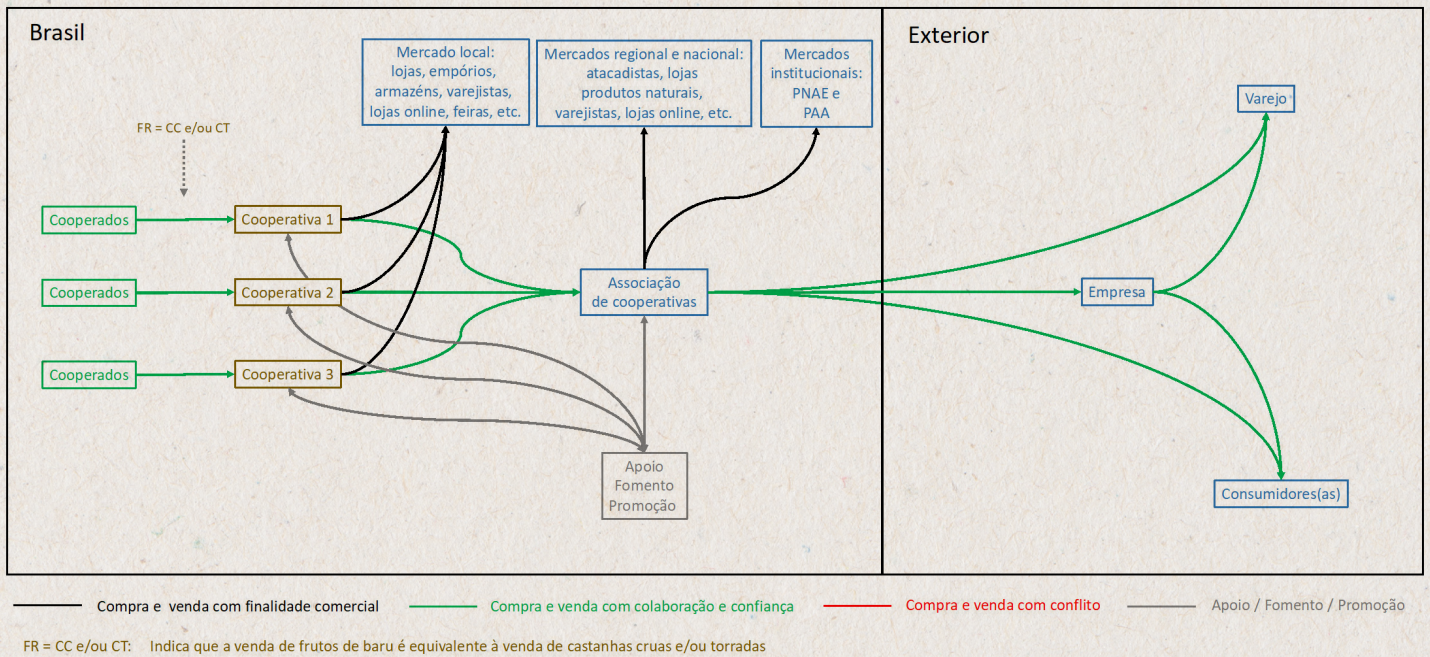 Brasil
Exterior
Mercado local:
lojas, empórios,
armazéns, varejistas,
lojas online, feiras, etc.
Mercados regional e nacional:
atacadistas, lojas
produtos naturais,
varejistas, lojas online, etc.
Mercados
institucionais:
PNAE e
PAA
Varejo
FR = CC e/ou CT
Cooperados
Cooperativa 1
Cooperados
Cooperativa 2
Associação
de cooperativas
Empresa
Cooperados
Cooperativa 3
Apoio
Fomento
Promoção
Consumidores(as)
Compra e venda com finalidade comercial
Compra e venda com colaboração e confiança
Compra e venda com conflito
Apoio / Fomento / Promoção
FR = CC e/ou CT: Indica que a venda de frutos de baru é equivalente à venda de castanhas cruas e/ou torradas